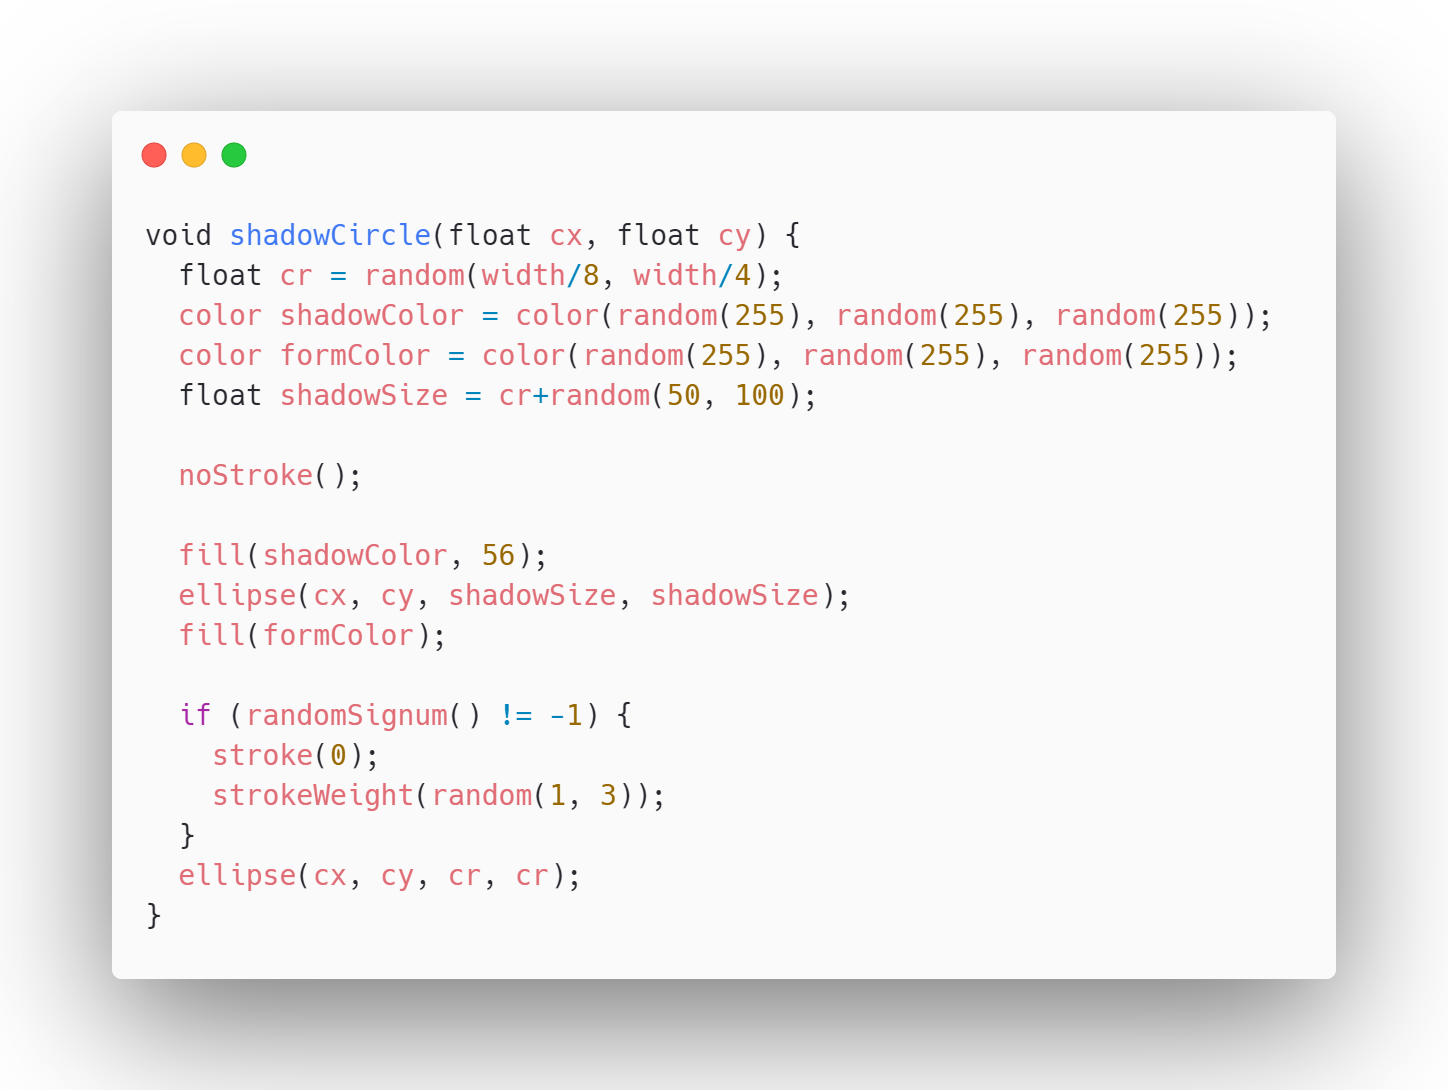 void shadowCircle(float cx, float cy) {
  float cr = random(width/8, width/4);
  color shadowColor = color(random(255), random(255), random(255));
  color formColor = color(random(255), random(255), random(255));
  float shadowSize = cr+random(50, 100);

  noStroke();

  fill(shadowColor, 56);
  ellipse(cx, cy, shadowSize, shadowSize);
  fill(formColor);

  if (randomSignum() != -1) {
    stroke(0);
    strokeWeight(random(1, 3));
  }
  ellipse(cx, cy, cr, cr);
}